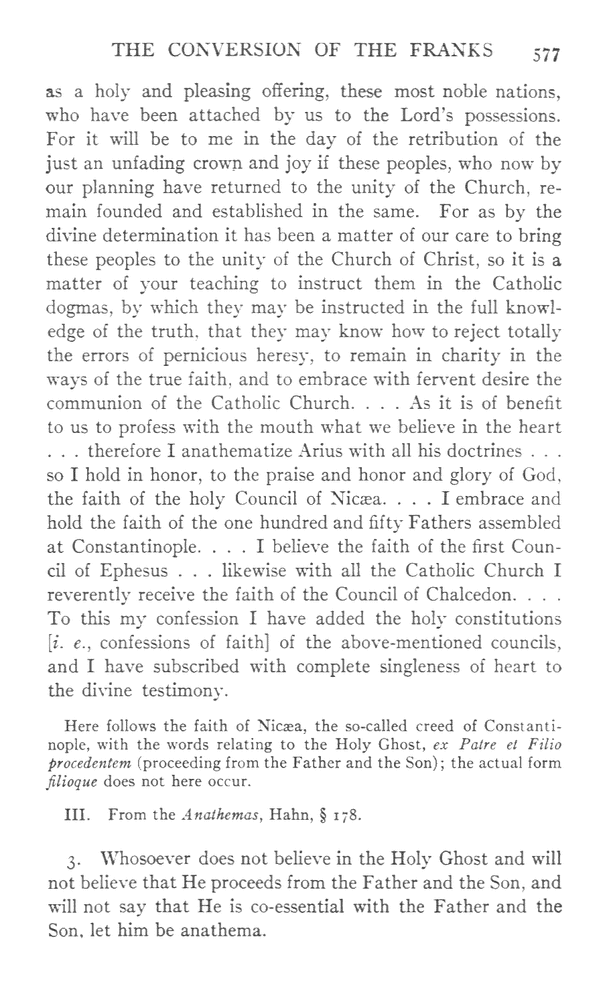 THE CONVERSION OF THE FRANKS 577
as a holy and pleasing offering, these most noble nations,
who have been attached by us to the Lord's possessions.
For it will be to me in the day of the retribution of the
just an unfading crown and joy if these peoples, who now by
our planning have returned to the unity of the Church, re-
main founded and established in the same. For as by the
divine determination it has been a matter of our care to bring
these peoples to the unity of the Church of Christ, so it is a
matter of your teaching to instruct them in the Catholic
dogmas, by which they may be instructed in the full knowl-
edge of the truth, that they may know how to reject totally
the errors of pernicious heresy, to remain in charity in the
ways of the true faith, and to embrace with fervent desire the
communion of the Catholic Church. . . . As it is of benefit
to us to profess with the mouth what we believe in the heart
. . . therefore I anathematize Arius with all his doctrines . . .
so I hold in honor, to the praise and honor and glory of God,
the faith of the holy Council of Nicæa. . . . I embrace and
hold the faith of the one hundred and fifty Fathers assembled
at Constantinople. . . . I believe the faith of the first Coun-
cil of Ephesus . . . likewise with all the Catholic Church I
reverently receive the faith of the Council of Chalcedon. . . .
To this my confession I have added the holy constitutions
[i. e., confessions of faith] of the above-mentioned councils,
and I have subscribed with complete singleness of heart to
the divine testimony.
Here follows the faith of Nicæa, the so-called creed of Constanti-
nople, with the words relating to the Holy Ghost, ex Patre et Filio
procedentem (proceeding from the Father and the Son); the actual form
filioque does not here occur.
III. From the Anathemas, Hahn, § 178.
3. Whosoever does not believe in the Holy Ghost and will
not believe that He proceeds from the Father and the Son, and
will not say that He is co-essential with the Father and the
Son, let him be anathema.